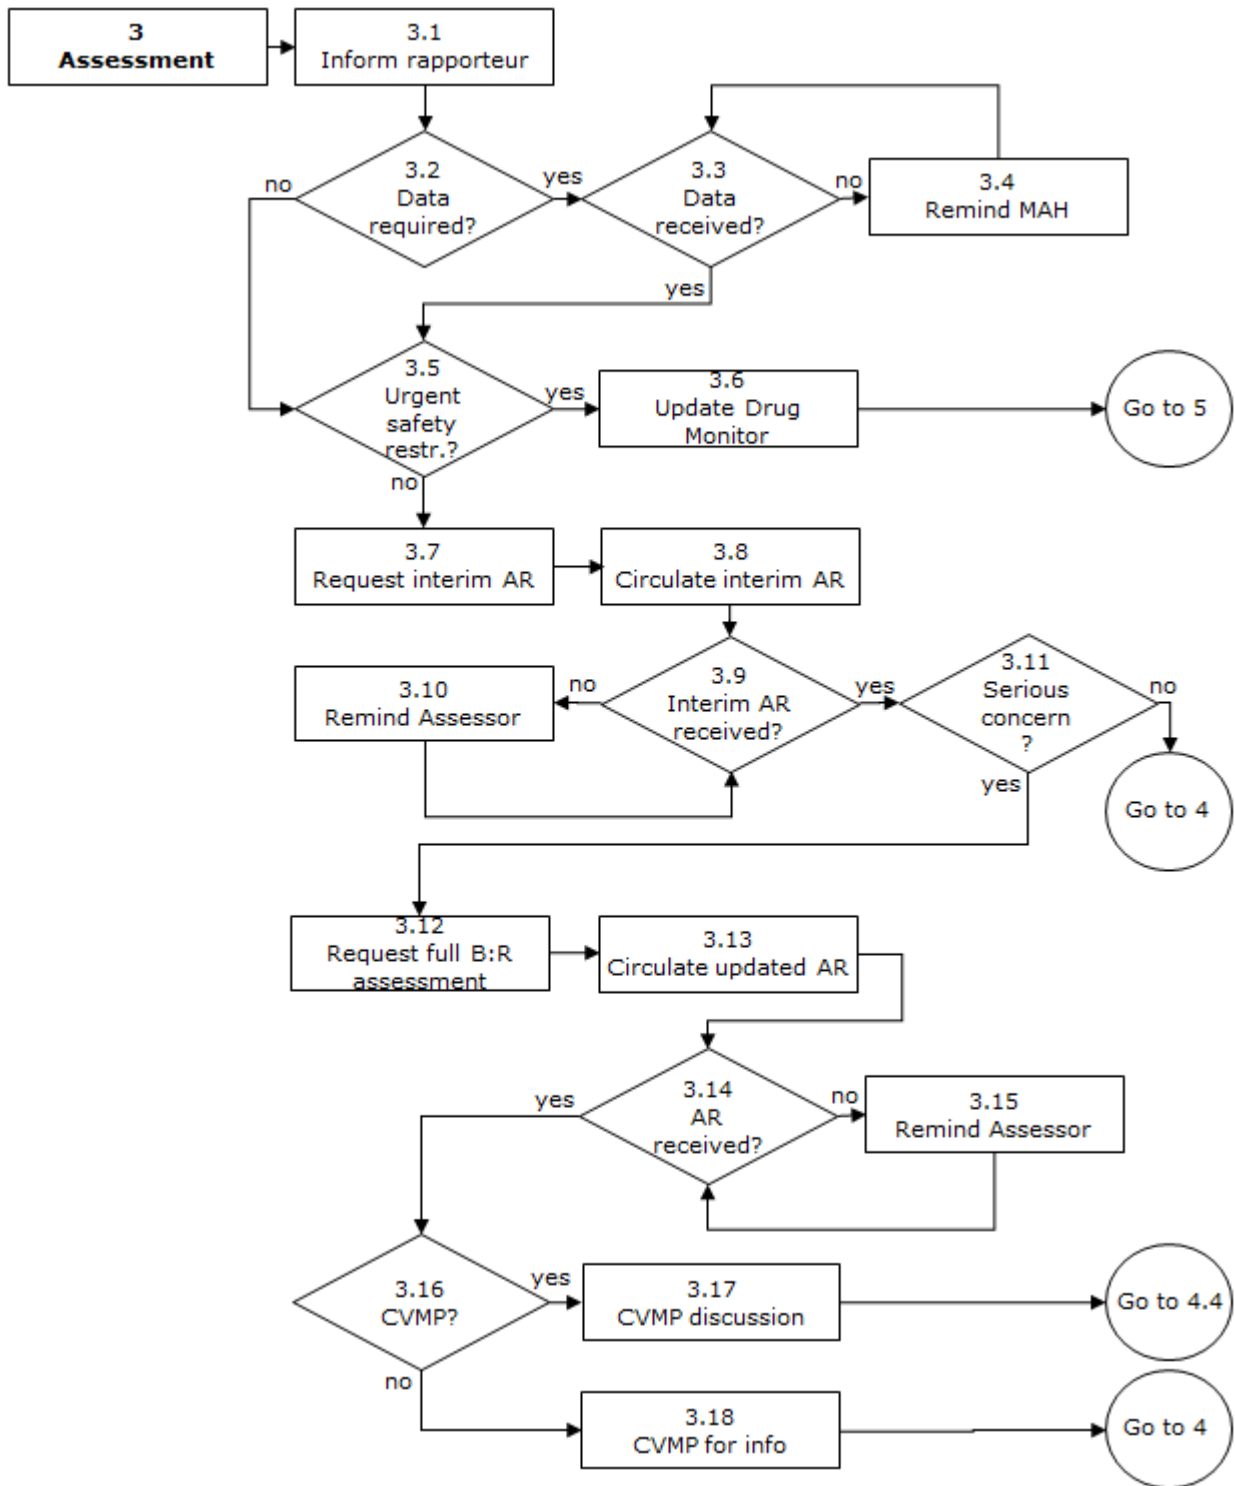 3
Assessment
3.1
Inform rapporteur
3.2
Data
required?
no
yes
3.3
Data
received?
no
3.4
Remind MAH
yes
3.5
Urgent
safety
restr.?
yes
3.6
Update Drug
Monitor
Go to 5
no
3.7
Request interim AR
3.8
Circulate interim AR
3.9
Interim AR
received?
no
3.10
Remind Assessor
yes
3.11
Serious
concern
?
no
Go to 4
yes
3.12
Request full B:R
assessment
3.13
Circulate updated AR
3.14
AR
received?
no
3.15
Remind Assessor
yes
3.16
CVMP?
yes
3.17
CVMP discussion
Go to 4.4
no
3.18
CVMP for info
Go to 4